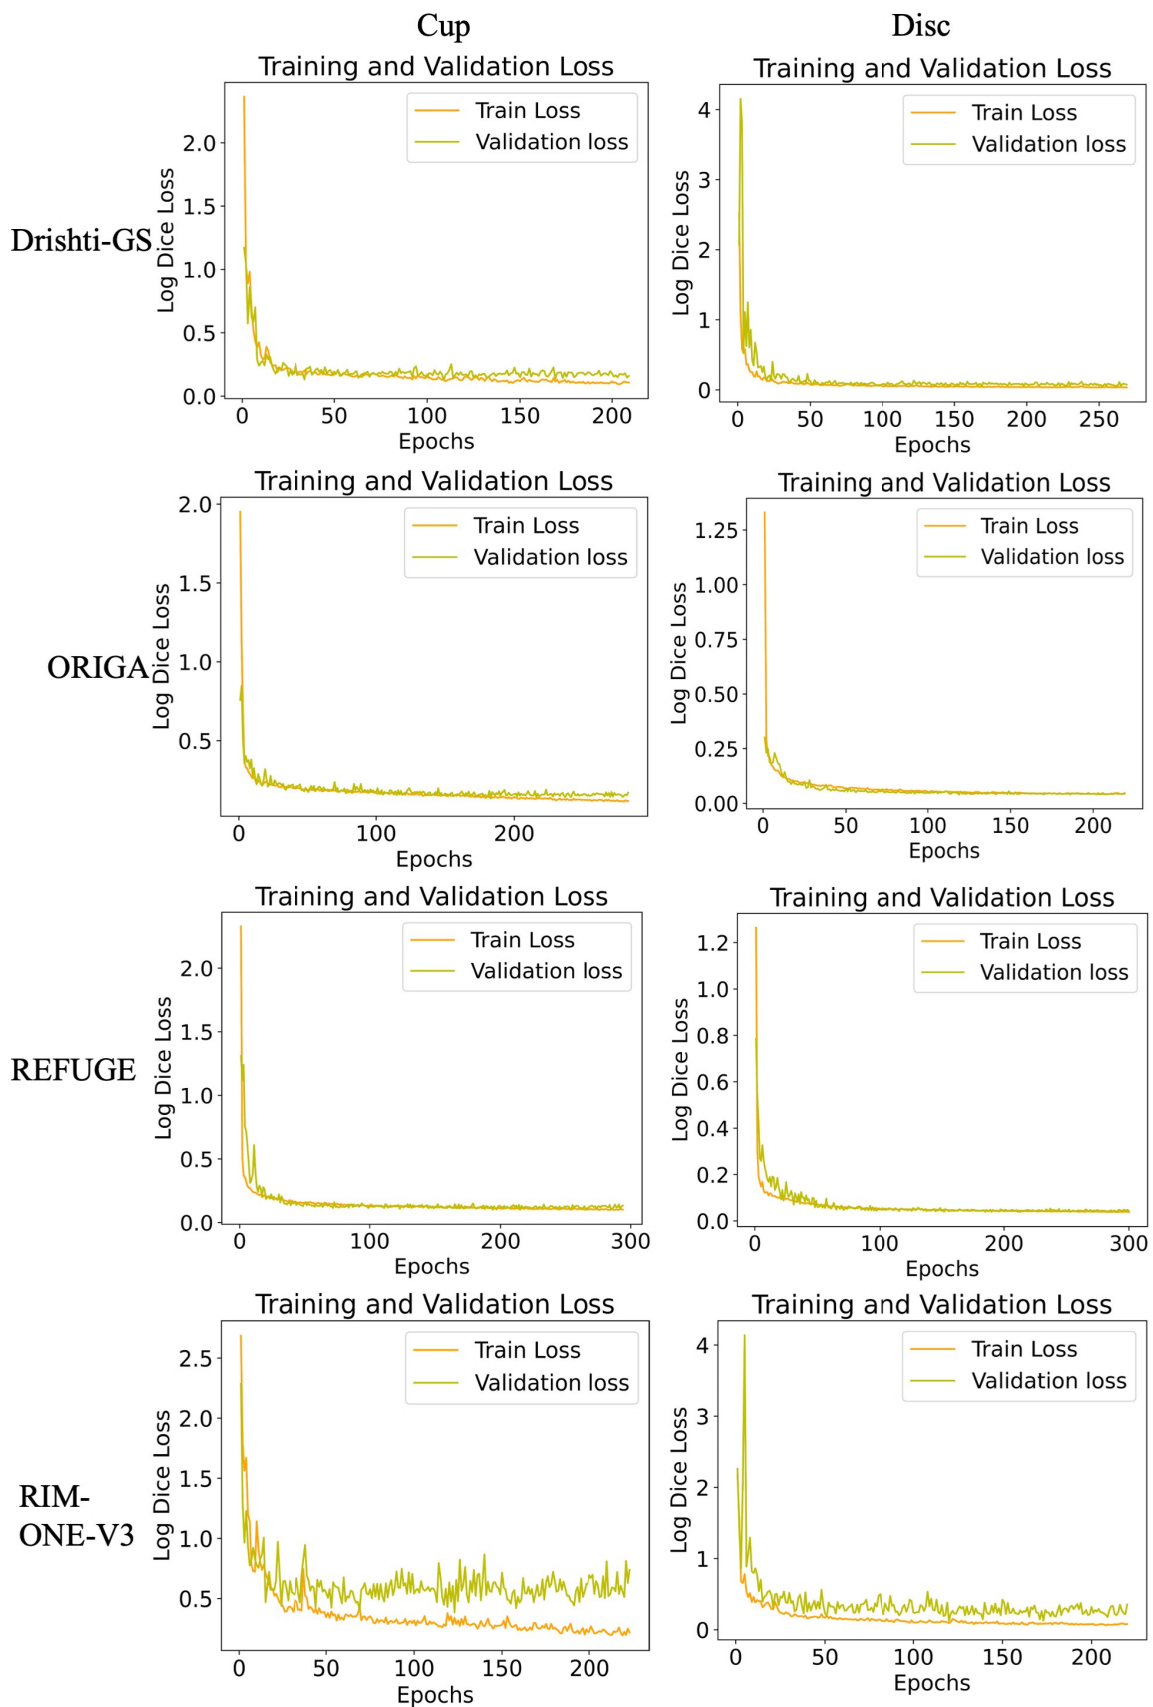 Cup
Disc
Drishti-GS
Training and Validation Loss
Train Loss
Validation loss
Log Dice Loss
2.0
1.5
1.0
0.5
0.0
0 50 100 150 200
Epochs
Training and Validation Loss
Train Loss
Validation loss
Log Dice Loss
4
3
2
1
0
0 50 100 150 200 250
Epochs
ORIGA
Training and Validation Loss
Train Loss
Validation loss
Log Dice Loss
2.0
1.5
1.0
0.5
0 100 200
Epochs
Training and Validation Loss
Train Loss
Validation loss
Log Dice Loss
1.25
1.00
0.75
0.50
0.25
0.00
0 50 100 150 200
Epochs
REFUGE
Training and Validation Loss
Train Loss
Validation loss
Log Dice Loss
2.0
1.5
1.0
0.5
0.0
0 100 200 300
Epochs
Training and Validation Loss
Train Loss
Validation loss
Log Dice Loss
1.2
1.0
0.8
0.6
0.4
0.2
0.0
0 100 200 300
Epochs
RIM-
ONE-V3
Training and Validation Loss
Train Loss
Validation loss
Log Dice Loss
2.5
2.0
1.5
1.0
0.5
0 50 100 150 200
Epochs
Training and Validation Loss
Train Loss
Validation loss
Log Dice Loss
4
3
2
1
0
0 50 100 150 200
Epochs